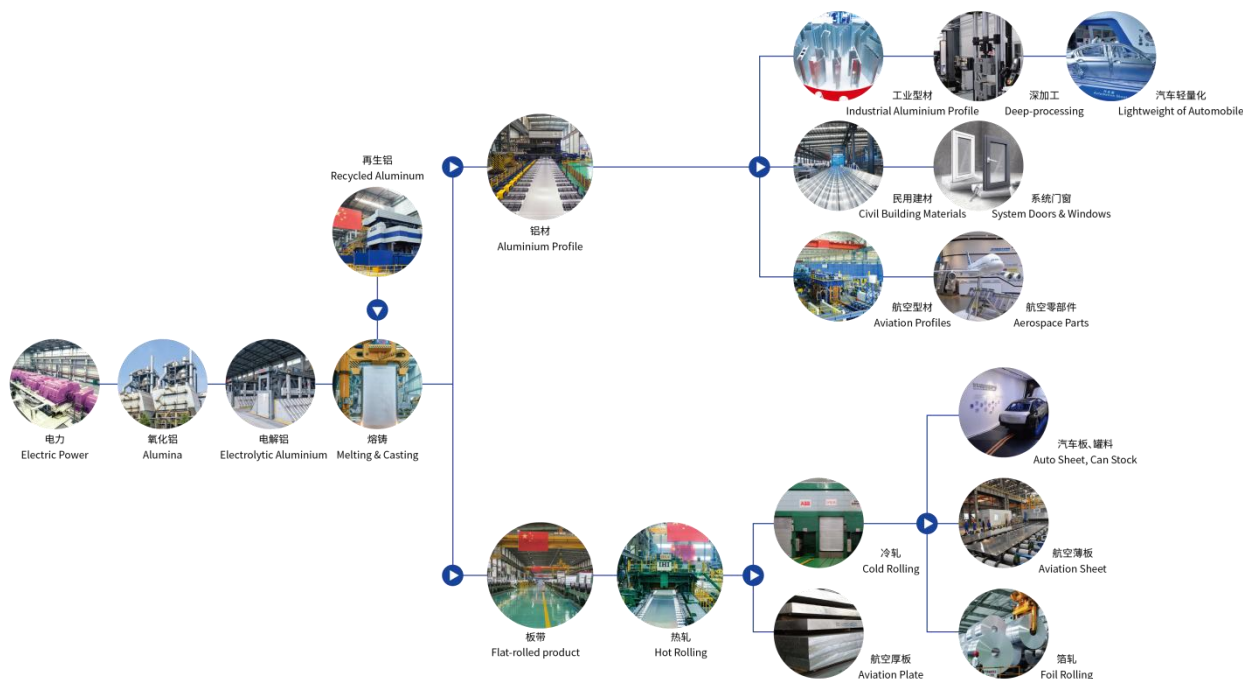 工业型材
Industrial Aluminium Profile
深加工
Deep-processing
汽车轻量化
Lightweight of Automobile
再生铝
Recycled Aluminum
铝材
Aluminium Profile
民用建材
Civil Building Materials
系统门窗
System Doors & Windows
航空型材
Aviation Profiles
航空零部件
Aerospace Parts
电力
Electric Power
氧化铝
Alumina
电解铝
Electrolytic Aluminium
熔铸
Melting & Casting
汽车板、罐料
Auto Sheet, Can Stock
冷轧
Cold Rolling
航空薄板
Aviation Sheet
板带
Flat-rolled product
热轧
Hot Rolling
航空厚板
Aviation Plate
箔轧
Foil Rolling